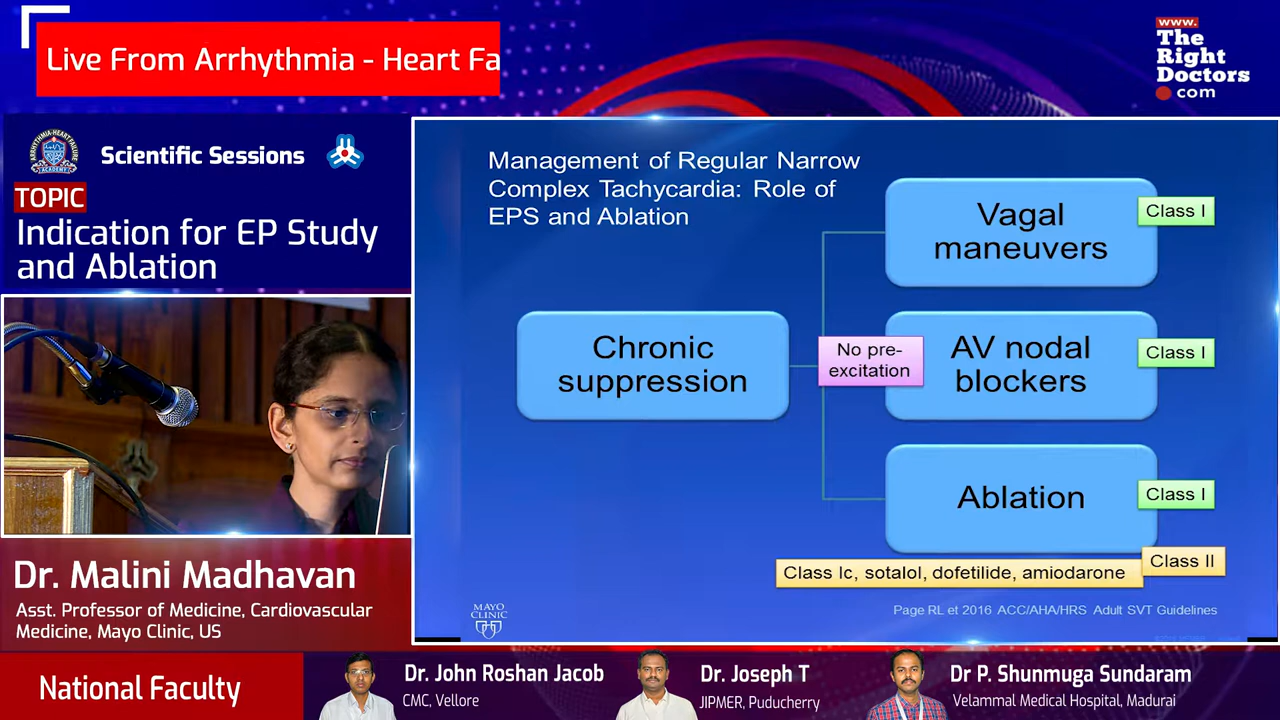 Live From Arrhythmia - Heart Fa
www.
The
Right
Doctors
com
ARRHYTHMIA-HEART FAILURE
ACADEMY
Scientific Sessions
TOPIC
Indication for EP Study
and Ablation
Management of Regular Narrow
Complex Tachycardia: Role of
EPS and Ablation
Chronic
suppression
No pre-
excitation
Vagal
maneuvers
Class I
AV nodal
blockers
Class I
Ablation
Class I
Class Ic, sotalol, dofetilide, amiodarone
Class II
MAYO
CLINIC
Page RL et 2016 ACC/AHA/HRS Adult SVT Guidelines
Dr. Malini Madhavan
Asst. Professor of Medicine, Cardiovascular
Medicine, Mayo Clinic, US
National Faculty
Dr. John Roshan Jacob
CMC, Vellore
Dr. Joseph T
JIPMER, Puducherry
Dr P. Shunmuga Sundaram
Velammal Medical Hospital, Madurai